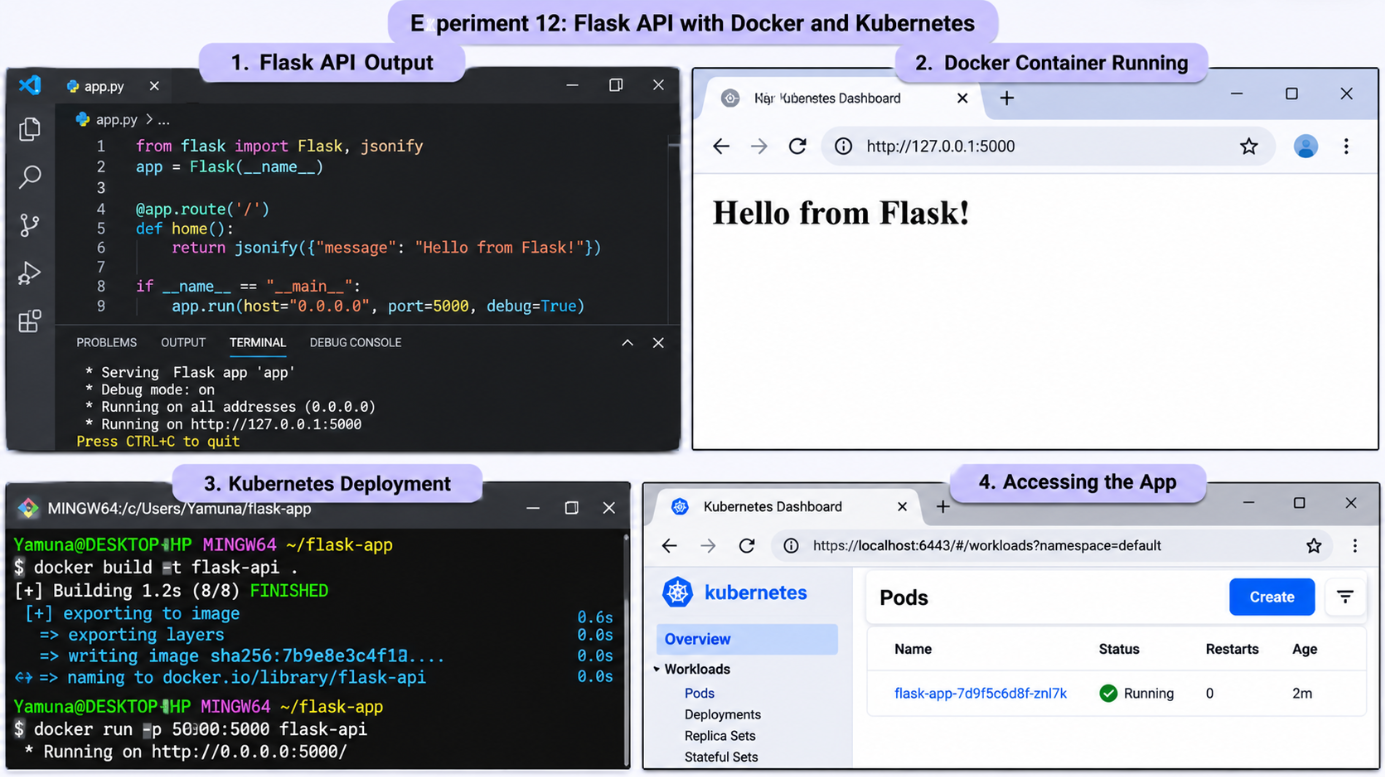 Experiment 12: Flask API with Docker and Kubernetes
1. Flask API Output
app.py
app.py > ...
1 from flask import Flask, jsonify
2 app = Flask(__name__)
3
4 @app.route('/')
5 def home():
6 return jsonify({"message": "Hello from Flask!"})
7
8 if __name__ == "__main__":
9 app.run(host="0.0.0.0", port=5000, debug=True)
PROBLEMS OUTPUT TERMINAL DEBUG CONSOLE
* Serving Flask app 'app'
* Debug mode: on
* Running on all addresses (0.0.0.0)
* Running on http://127.0.0.1:5000
Press CTRL+C to quit
2. Docker Container Running
Dashboard
http://127.0.0.1:5000
Hello from Flask!
3. Kubernetes Deployment
MINGW64:/c/Users/Yamuna/flask-app
Yamuna@DESKTOP-HP MINGW64 ~/flask-app
$ docker build -t flask-api .
[+] Building 1.2s (8/8) FINISHED
[+] exporting to image 0.6s
=> exporting layers 0.0s
=> writing image 0.0s
=> naming to docker.io/library/flask-api 0.0s
Yamuna@DESKTOP-HP MINGW64 ~/flask-app
$ docker run -p flask-api
* Running on http://0.0.0.0:5000/
4. Accessing the App
Kubernetes Dashboard
https://localhost:6443/#/workloads?namespace=default
kubernetes
Overview
Workloads
Pods
Deployments
Replica Sets
Stateful Sets
Pods
Create
Name Status Restarts Age
flask-app-7d9f5c6d8f-znl7k Running 0 2m